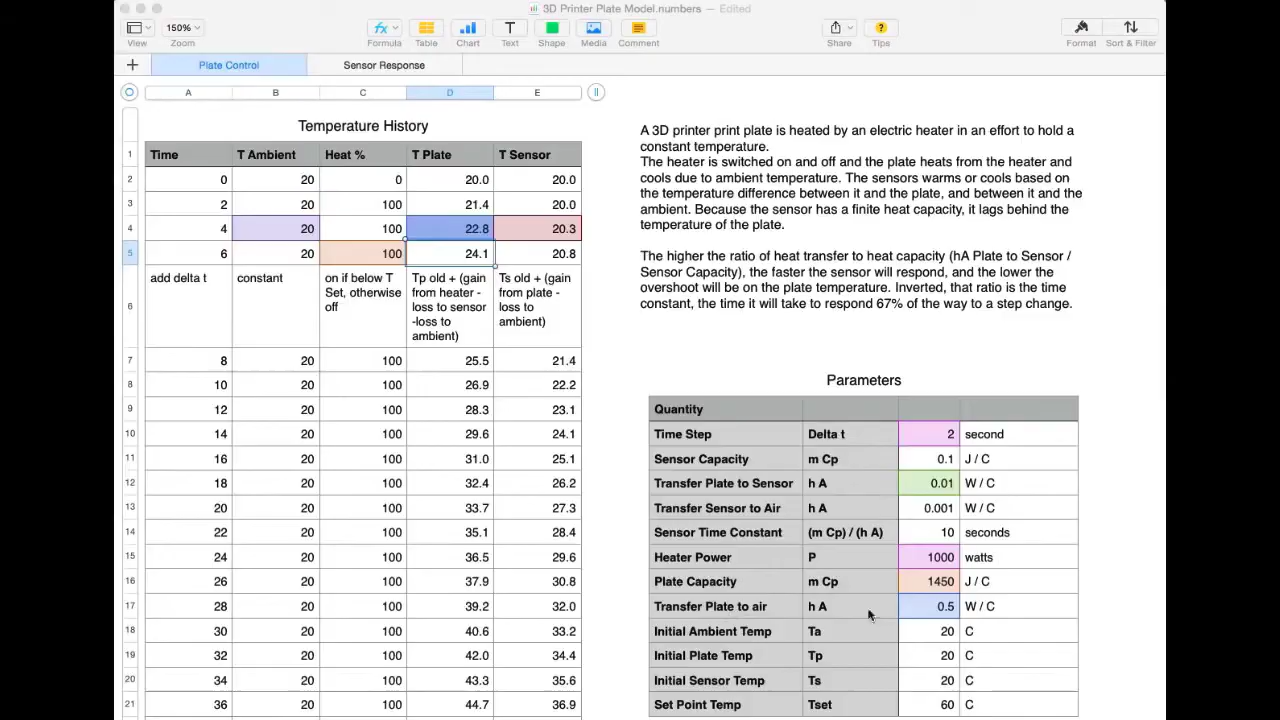 3D Printer Plate Model.numbers — Edited
150%
View
Zoom
Formula
Table
Chart
Text
Shape
Media
Comment
Share
Tips
Format
Sort & Filter
+ Plate Control Sensor Response
A B C D E
Temperature History
1 Time T Ambient Heat % T Plate T Sensor
2 0 20 0 20.0 20.0
3 2 20 100 21.4 20.0
4 4 20 100 22.8 20.3
5 6 20 100 24.1 20.8
6
add delta t
constant
on if below T
Set, otherwise
off
Tp old + (gain
from heater -
loss to sensor
-loss to
ambient)
Ts old + (gain
from plate -
loss to
ambient)
7 8 20 100 25.5 21.4
8 10 20 100 26.9 22.2
9 12 20 100 28.3 23.1
10 14 20 100 29.6 24.1
11 16 20 100 31.0 25.1
12 18 20 100 32.4 26.2
13 20 20 100 33.7 27.3
14 22 20 100 35.1 28.4
15 24 20 100 36.5 29.6
16 26 20 100 37.9 30.8
17 28 20 100 39.2 32.0
18 30 20 100 40.6 33.2
19 32 20 100 42.0 34.4
20 34 20 100 43.3 35.6
21 36 20 100 44.7 36.9
A 3D printer print plate is heated by an electric heater in an effort to hold a
constant temperature.
The heater is switched on and off and the plate heats from the heater and
cools due to ambient temperature. The sensors warms or cools based on
the temperature difference between it and the plate, and between it and the
ambient. Because the sensor has a finite heat capacity, it lags behind the
temperature of the plate.
The higher the ratio of heat transfer to heat capacity (hA Plate to Sensor /
Sensor Capacity), the faster the sensor will respond, and the lower the
overshoot will be on the plate temperature. Inverted, that ratio is the time
constant, the time it will take to respond 67% of the way to a step change.
Parameters
Quantity
Time Step Delta t 2 second
Sensor Capacity m Cp 0.1 J / C
Transfer Plate to Sensor h A 0.01 W / C
Transfer Sensor to Air h A 0.001 W / C
Sensor Time Constant (m Cp) / (h A) 10 seconds
Heater Power P 1000 watts
Plate Capacity m Cp 1450 J / C
Transfer Plate to air h A 0.5 W / C
Initial Ambient Temp Ta 20 C
Initial Plate Temp Tp 20 C
Initial Sensor Temp Ts 20 C
Set Point Temp Tset 60 C